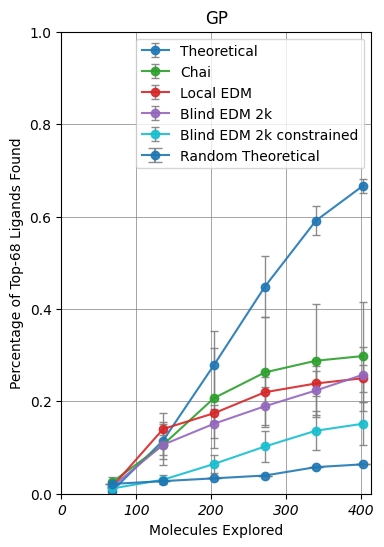 GP
1.0
0.8
0.6
0.4
0.2
0.0
Percentage of Top-68 Ligands Found
Theoretical
Chai
Local EDM
Blind EDM 2k
Blind EDM 2k constrained
Random Theoretical
0
100
200
300
400
Molecules Explored